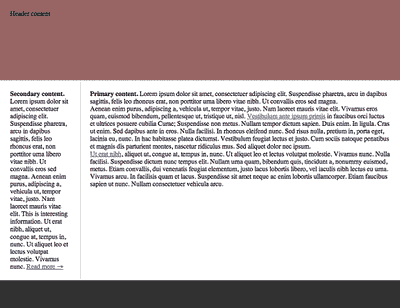 Header content
Secondary content.
Lorem ipsum dolor sit
amet, consectetuer
adipiscing elit.
Suspendisse pharetra,
arcu in dapibus
sagittis, felis leo
rhoncus erat, non
porttitor urna libero
vitae nibh. Ut
convallis eros sed
magna. Aenean enim
purus, adipiscing a,
vehicula ut, tempor
vitae, justo. Nam
laoreet magna vitae
elit. This is interesting
information. Ut erat
nibh, aliquet ut,
congue at, tempus in,
nunc. Ut aliquet leo et
lectus volutpat
molestie. Vivamus
nunc. Read more →
Primary content. Lorem ipsum dolor sit amet, consectetuer adipiscing elit. Suspendisse pharetra, arcu in dapibus
sagittis, felis leo rhoncus erat, non porttitor urna libero vitae nibh. Ut convallis eros sed magna.
Aenean enim purus, adipiscing a, vehicula ut, tempor vitae, justo. Nam laoreet magna vitae elit. Vivamus eros
quam, euismod bibendum, pellentesque ut, tristique ut, nisl. Vestibulum ante ipsum primis in faucibus orci luctus
et ultrices posuere cubilia Curae; Suspendisse non metus. Nullam tempor dictum sapien. Duis enim. In ligula. Cras
ut enim. Sed dapibus ante in eros. Nulla facilisi. In rhoncus eleifend nunc. Sed risus nulla, pretium in, porta eget,
lacinia eu, nunc. In hac habitasse platea dictumst. Vestibulum feugiat lectus et justo. Cum sociis natoque penatibus
et magnis dis parturient montes, nascetur ridiculus mus. Sed aliquet dolor nec ipsum.
Ut erat nibh, aliquet ut, congue at, tempus in, nunc. Ut aliquet leo et lectus volutpat molestie. Vivamus nunc. Nulla
facilisi. Suspendisse dictum nunc tempus elit. Nullam urna quam, bibendum quis, tincidunt a, nonummy euismod,
metus. Etiam convallis, dui venenatis feugiat elementum, justo lacus lobortis libero, vel iaculis nibh lectus eu urna.
Vivamus arcu. In facilisis quam et lacus. Suspendisse sit amet neque ac enim lobortis ullamcorper. Etiam faucibus
sapien ut nunc. Nullam consectetuer vehicula arcu.